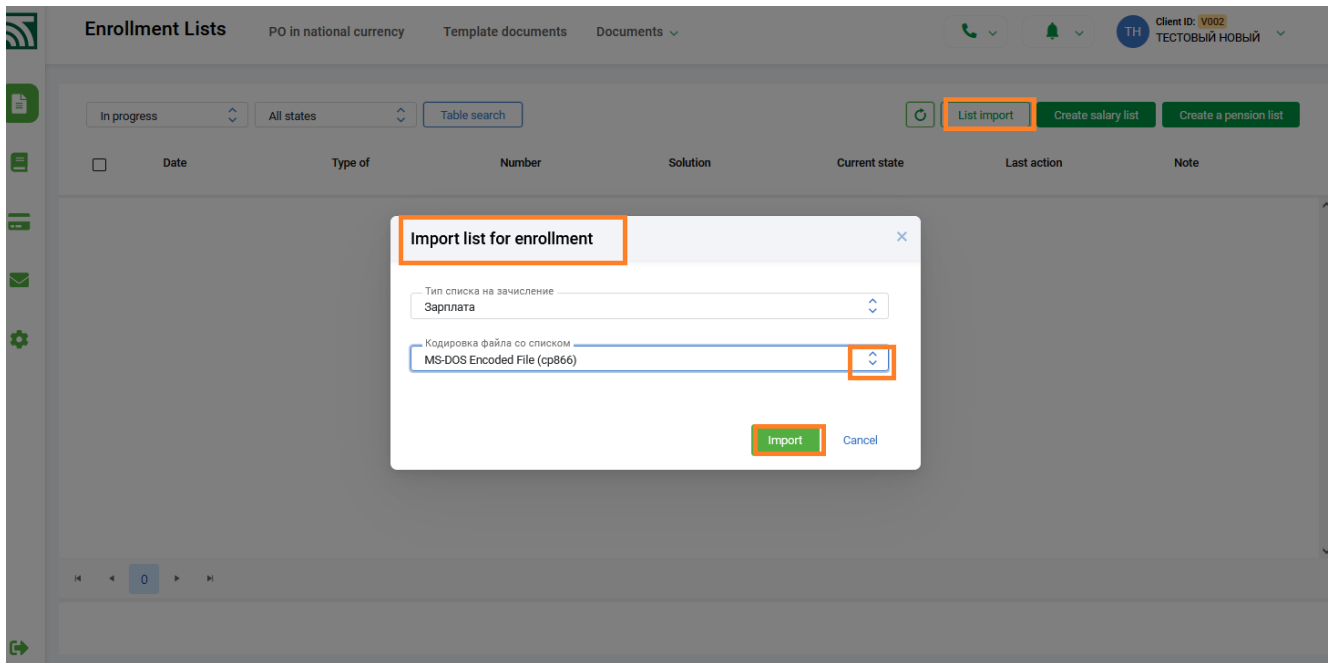 Enrollment Lists PO in national currency Template documents Documents Client ID: V002
TH ТЕСТОВЫЙ НОВЫЙ
In progress All states Table search List import Create salary list Create a pension list
Date Type of Number Solution Current state Last action Note
Import list for enrollment
Тип списка на зачисление
Зарплата
Кодировка файла со списком
MS-DOS Encoded File (cp866)
Import Cancel
0